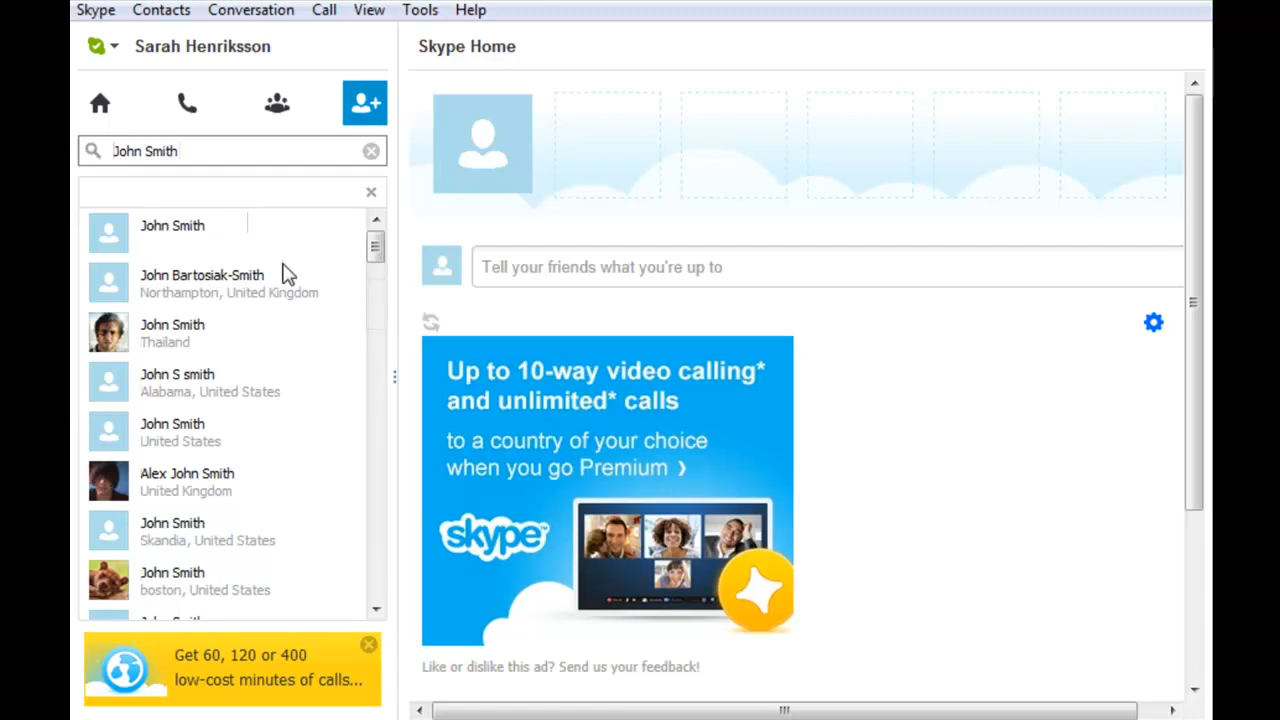 Skype Contacts Conversation Call View Tools Help
Sarah Henriksson
John Smith
John Smith
John Bartosiak-Smith
Northampton, United Kingdom
John Smith
Thailand
John S smith
Alabama, United States
John Smith
United States
Alex John Smith
United Kingdom
John Smith
Skandia, United States
John Smith
boston, United States
Get 60, 120 or 400
low-cost minutes of calls...
Skype Home
Tell your friends what you're up to
Up to 10-way video calling*
and unlimited* calls
to a country of your choice
when you go Premium ❯
skype™
Like or dislike this ad? Send us your feedback!